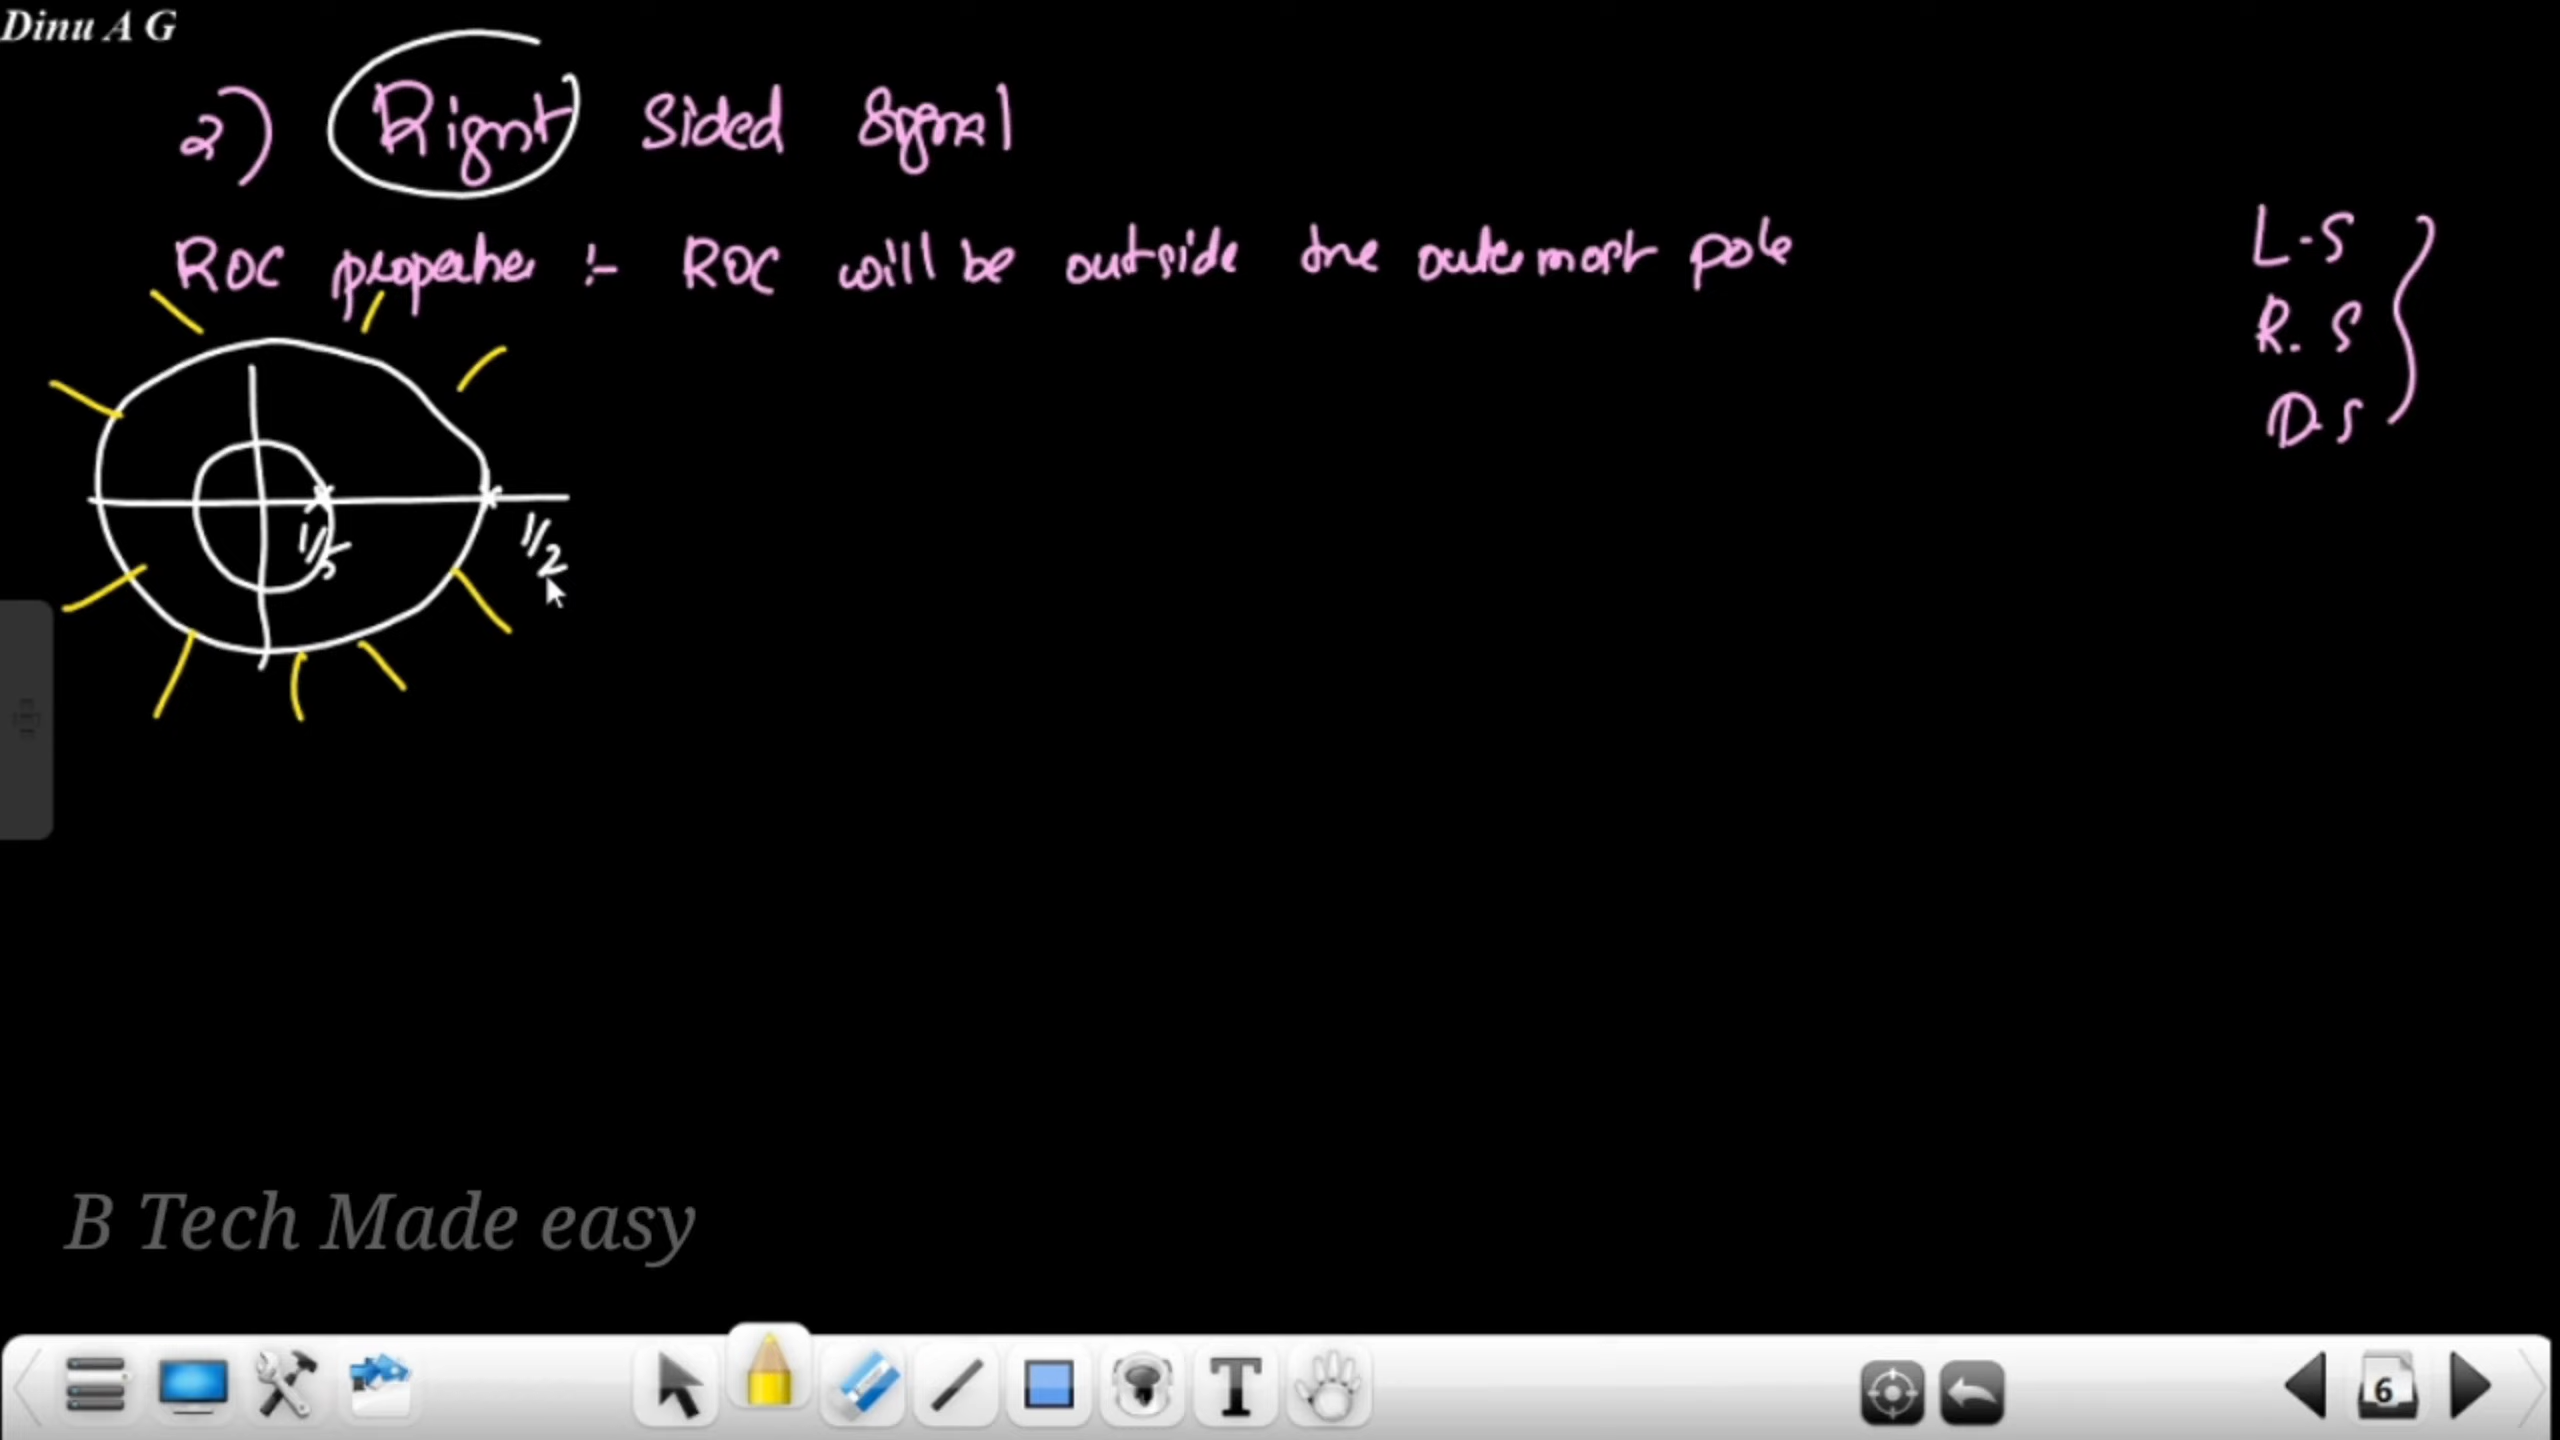 Dinu A G
2) Right Sided Signal
ROC properties :- ROC will be outside the outermost pole
L.S
R.S
D.S
1/5
1/2
B Tech Made easy
6